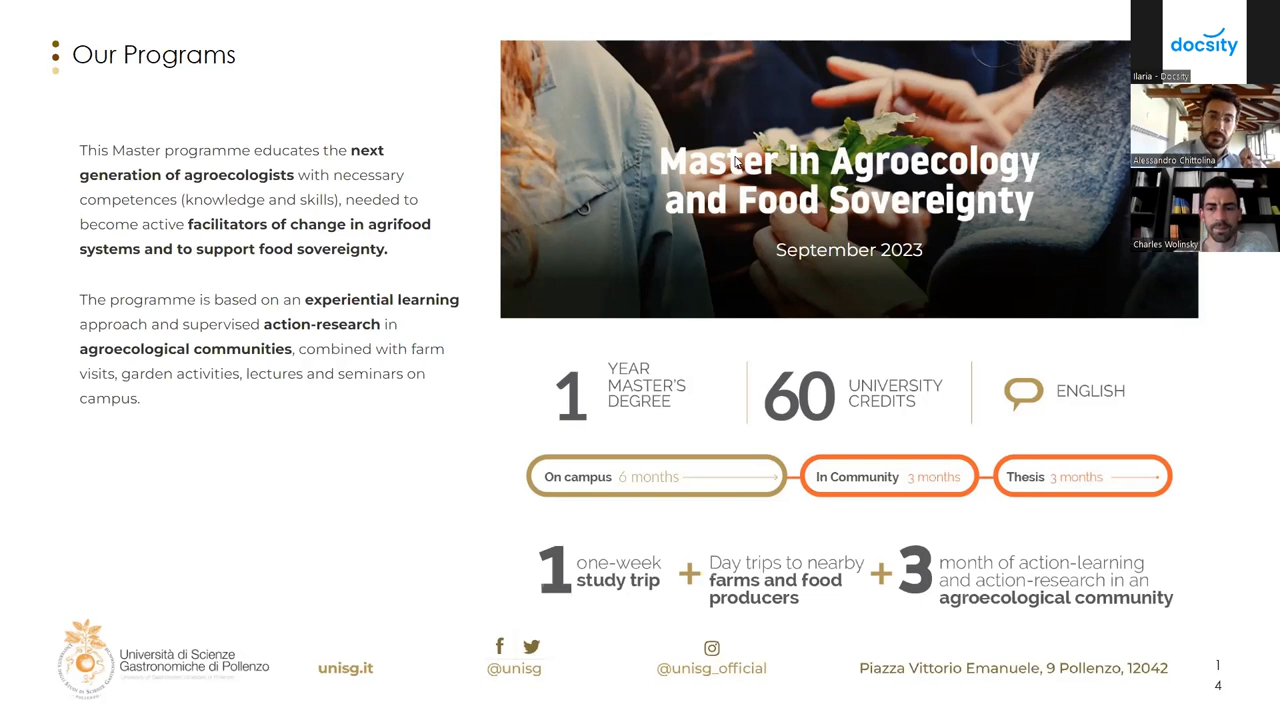 Our Programs
This Master programme educates the next
generation of agroecologists with necessary
competences (knowledge and skills), needed to
become active facilitators of change in agrifood
systems and to support food sovereignty.
The programme is based on an experiential learning
approach and supervised action-research in
agroecological communities, combined with farm
visits, garden activities, lectures and seminars on
campus.
Master in Agroecology
and Food Sovereignty
September 2023
docsity
Ilaria - Docsity
Alessandro Chittolina
Charles Wolinsky
1 YEAR
MASTER'S
DEGREE
60 UNIVERSITY
CREDITS
ENGLISH
On campus 6 months
In Community 3 months
Thesis 3 months
1 one-week
study trip
+ Day trips to nearby
farms and food
producers
+ 3 month of action-learning
and action-research in an
agroecological community
Università di Scienze
Gastronomiche di Pollenzo
unisg.it
@unisg
@unisg_official
Piazza Vittorio Emanuele, 9 Pollenzo, 12042
1
4